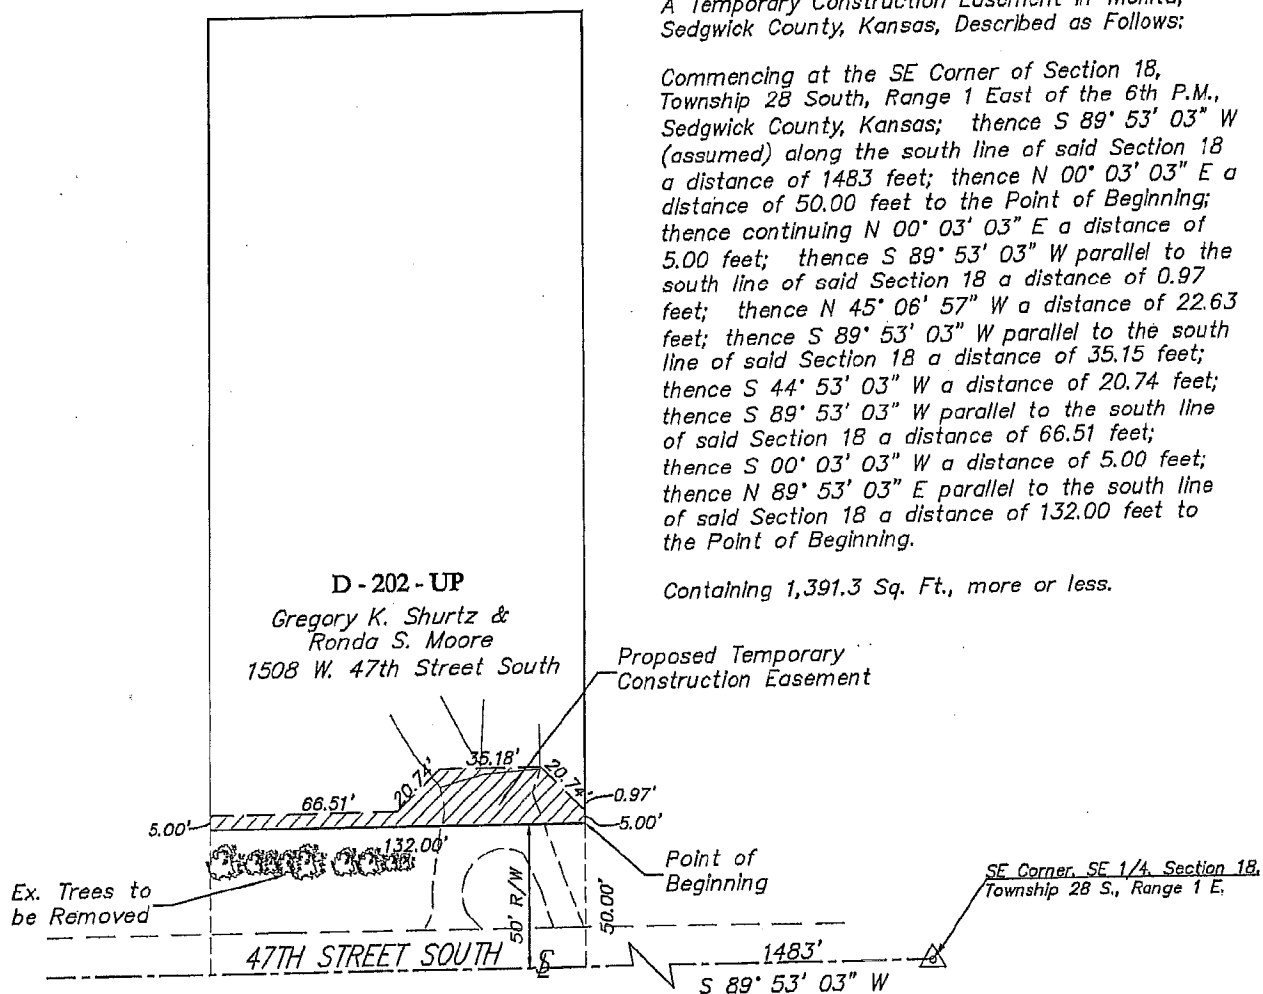 A Temporary Construction Easement in Wichita,
Sedgwick County, Kansas, Described as Follows:
Commencing at the SE Corner of Section 18,
Township 28 South, Range 1 East of the 6th P.M.,
Sedgwick County, Kansas; thence S 89° 53' 03" W
(assumed) along the south line of said Section 18
a distance of 1483 feet; thence N 00° 03' 03" E a
distance of 50.00 feet to the Point of Beginning;
thence continuing N 00° 03' 03" E a distance of
5.00 feet; thence S 89° 53' 03" W parallel to the
south line of said Section 18 a distance of 0.97
feet; thence N 45° 06' 57" W a distance of 22.63
feet; thence S 89° 53' 03" W parallel to the south
line of said Section 18 a distance of 35.15 feet;
thence S 44° 53' 03" W a distance of 20.74 feet;
thence S 89° 53' 03" W parallel to the south line
of said Section 18 a distance of 66.51 feet;
thence S 00° 03' 03" W a distance of 5.00 feet;
thence N 89° 53' 03" E parallel to the south line
of said Section 18 a distance of 132.00 feet to
the Point of Beginning.
Containing 1,391.3 Sq. Ft., more or less.
D - 202 - UP
Gregory K. Shurtz &
Ronda S. Moore
1508 W. 47th Street South
Proposed Temporary
Construction Easement
35.18'
20.74'
20.74'
66.51'
0.97'
5.00'
5.00'
132.00'
Point of
Beginning
Ex. Trees to
be Removed
50' R/W
50.00'
SE Corner, SE 1/4, Section 18,
Township 28 S., Range 1 E.
47TH STREET SOUTH
1483'
S 89° 53' 03" W